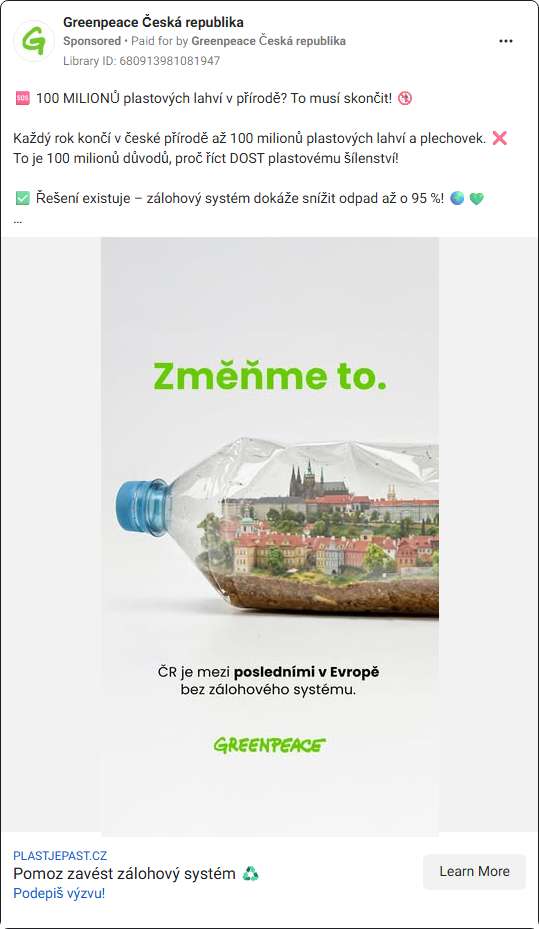 Greenpeace Česká republika
Sponsored • Paid for by Greenpeace Česká republika
Library ID: 680913981081947
🆘 100 MILIONŮ plastových lahví v přírodě? To musí skončit! 🚯
Každý rok končí v české přírodě až 100 milionů plastových lahví a plechovek. ❌
To je 100 milionů důvodů, proč říct DOST plastovému šílenství!
✅ Řešení existuje – zálohový systém dokáže snížit odpad až o 95 %! 🌍 💚
...
Změňme to.
ČR je mezi posledními v Evropě
bez zálohového systému.
GREENPEACE
PLASTJEPAST.CZ
Pomoz zavést zálohový systém ♻️
Podepiš výzvu!
Learn More